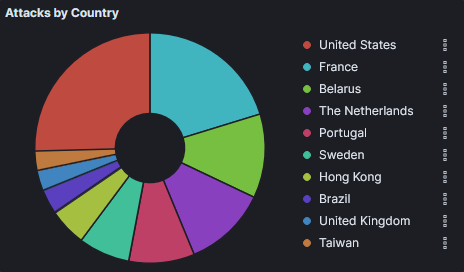 Attacks by Country
United States
France
Belarus
The Netherlands
Portugal
Sweden
Hong Kong
Brazil
United Kingdom
Taiwan